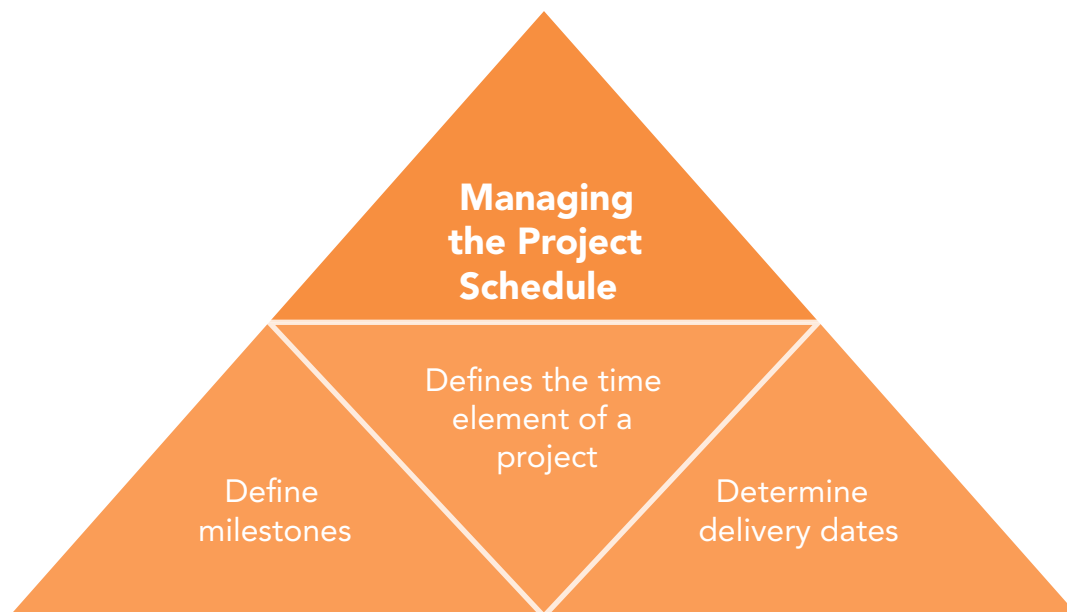 Managing
the Project
Schedule
Defines the time
element of a
project
Define
milestones
Determine
delivery dates